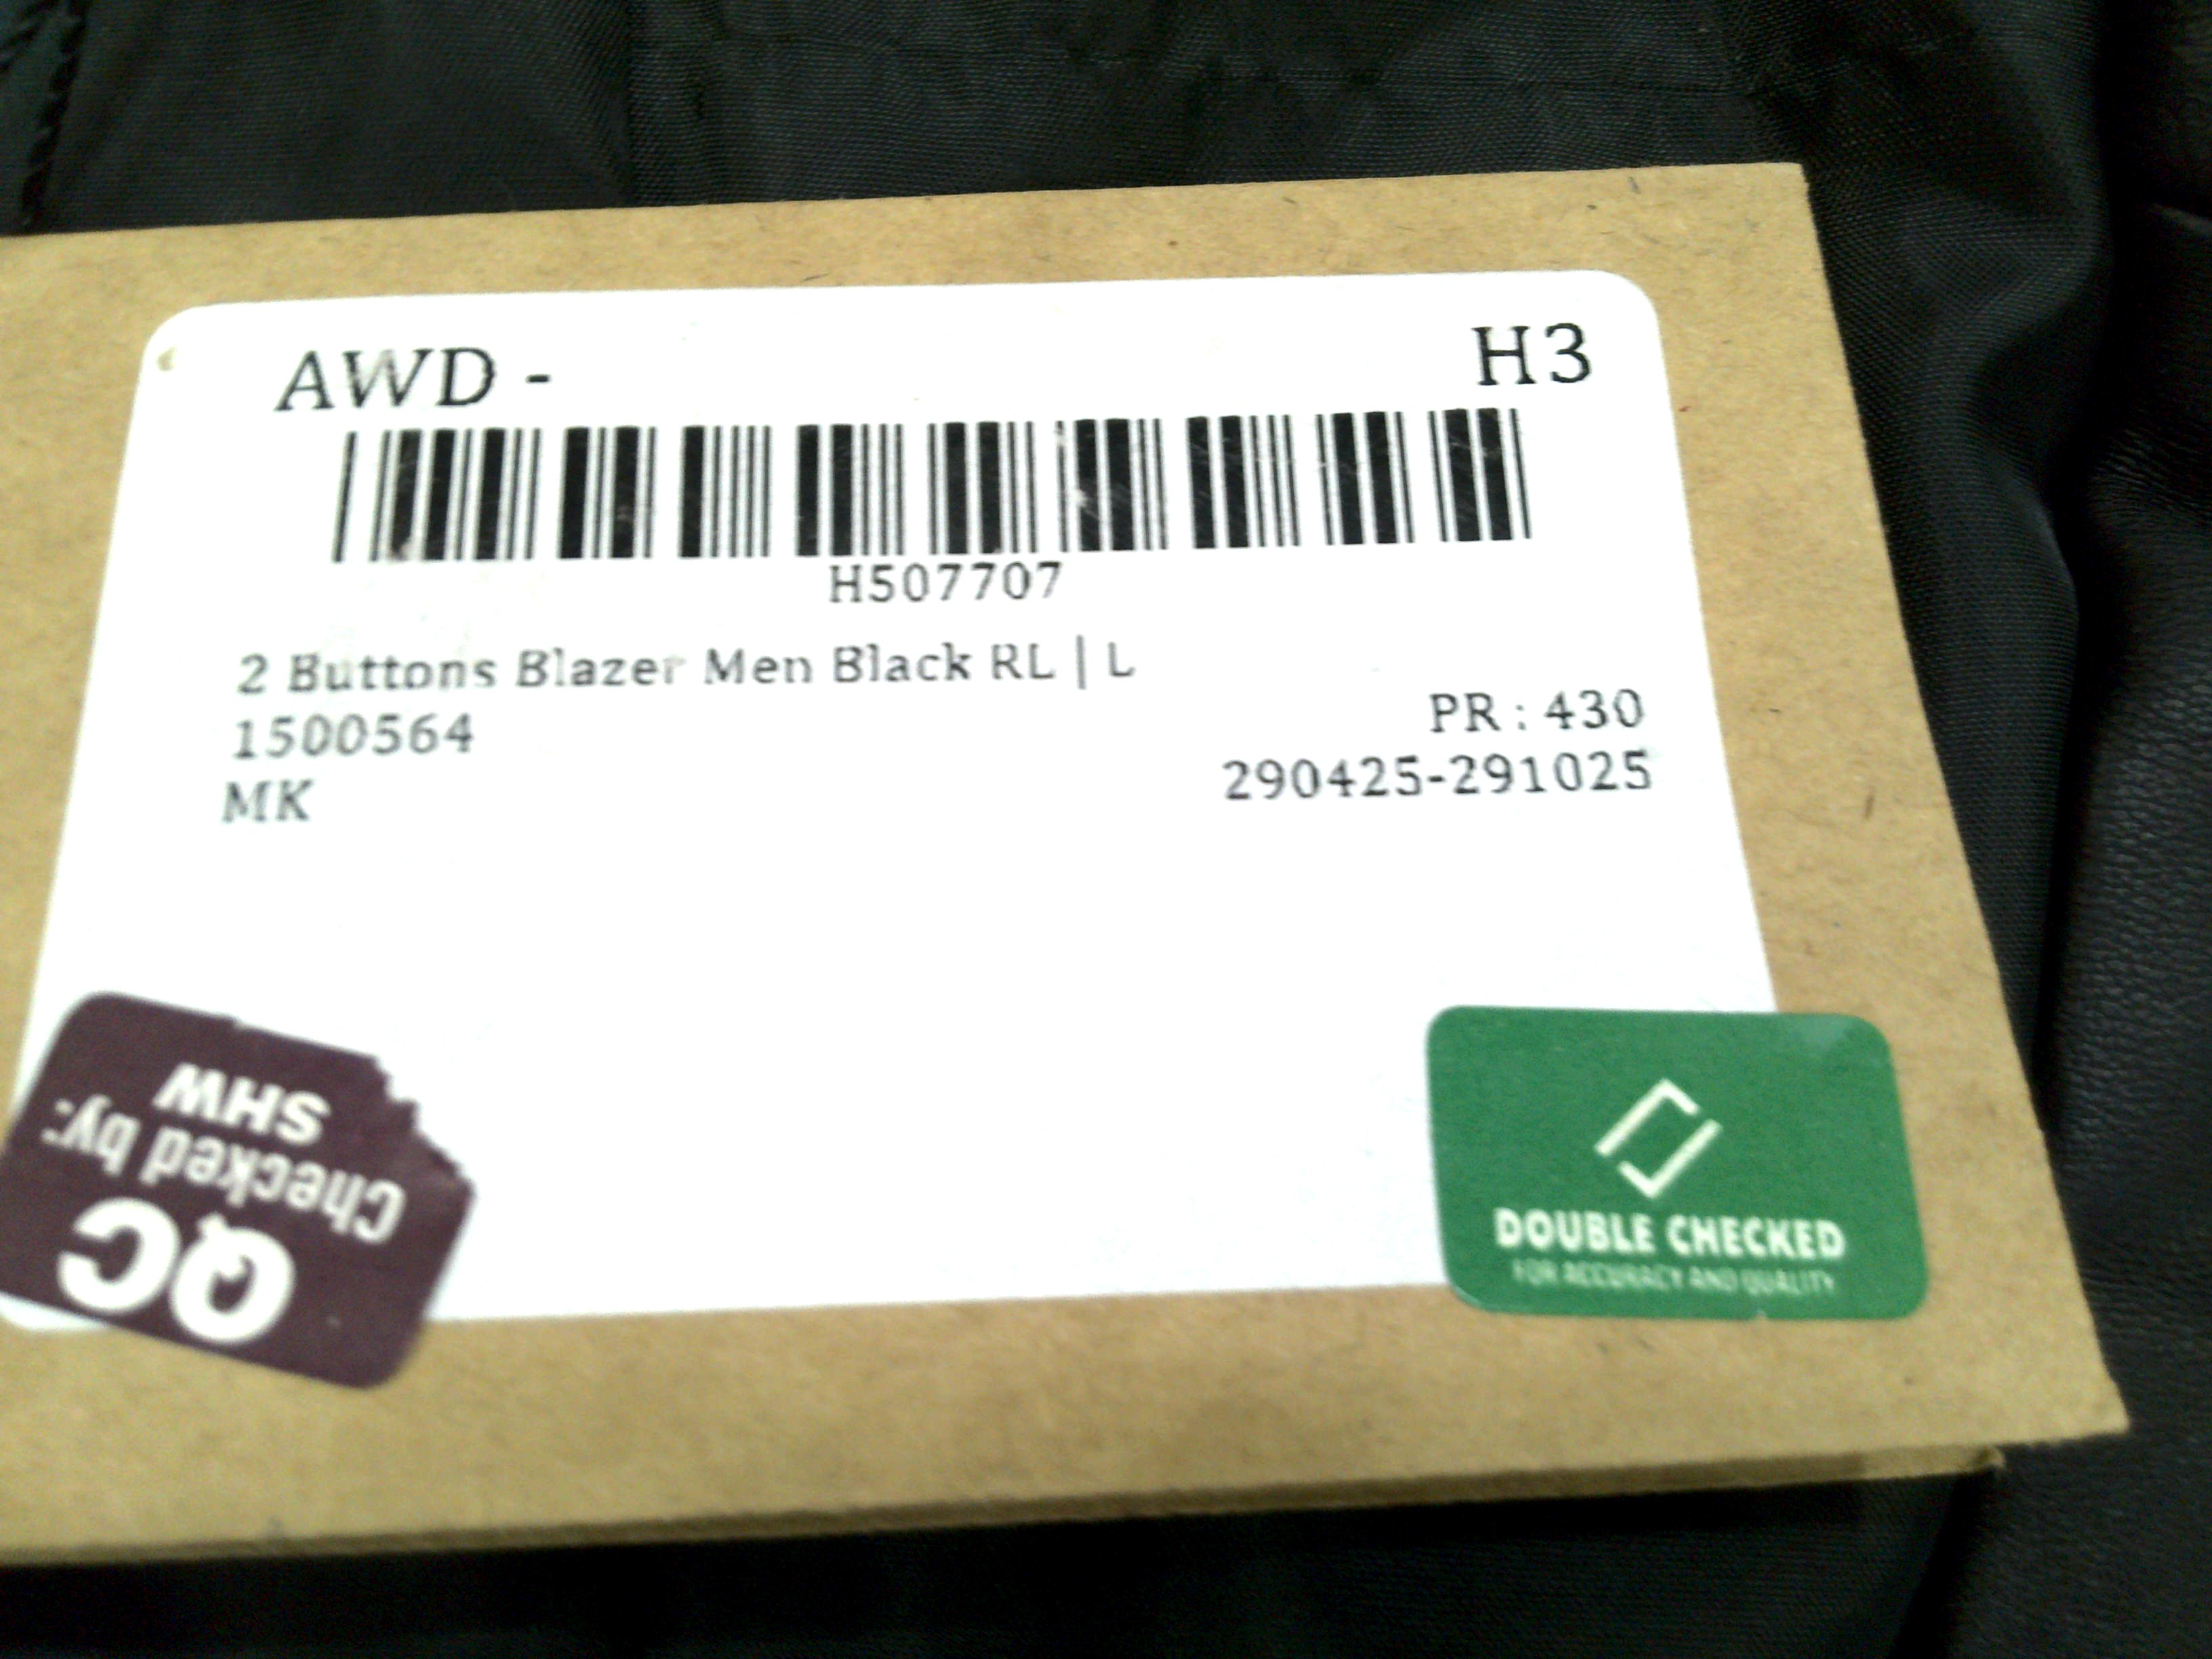 AWD - H3
H507707
2 Buttons Blazer Men Black RL | L
1500564
PR : 430
MK
290425-291025
QC
Checked by:
SHW
DOUBLE CHECKED
FOR ACCURACY AND QUALITY